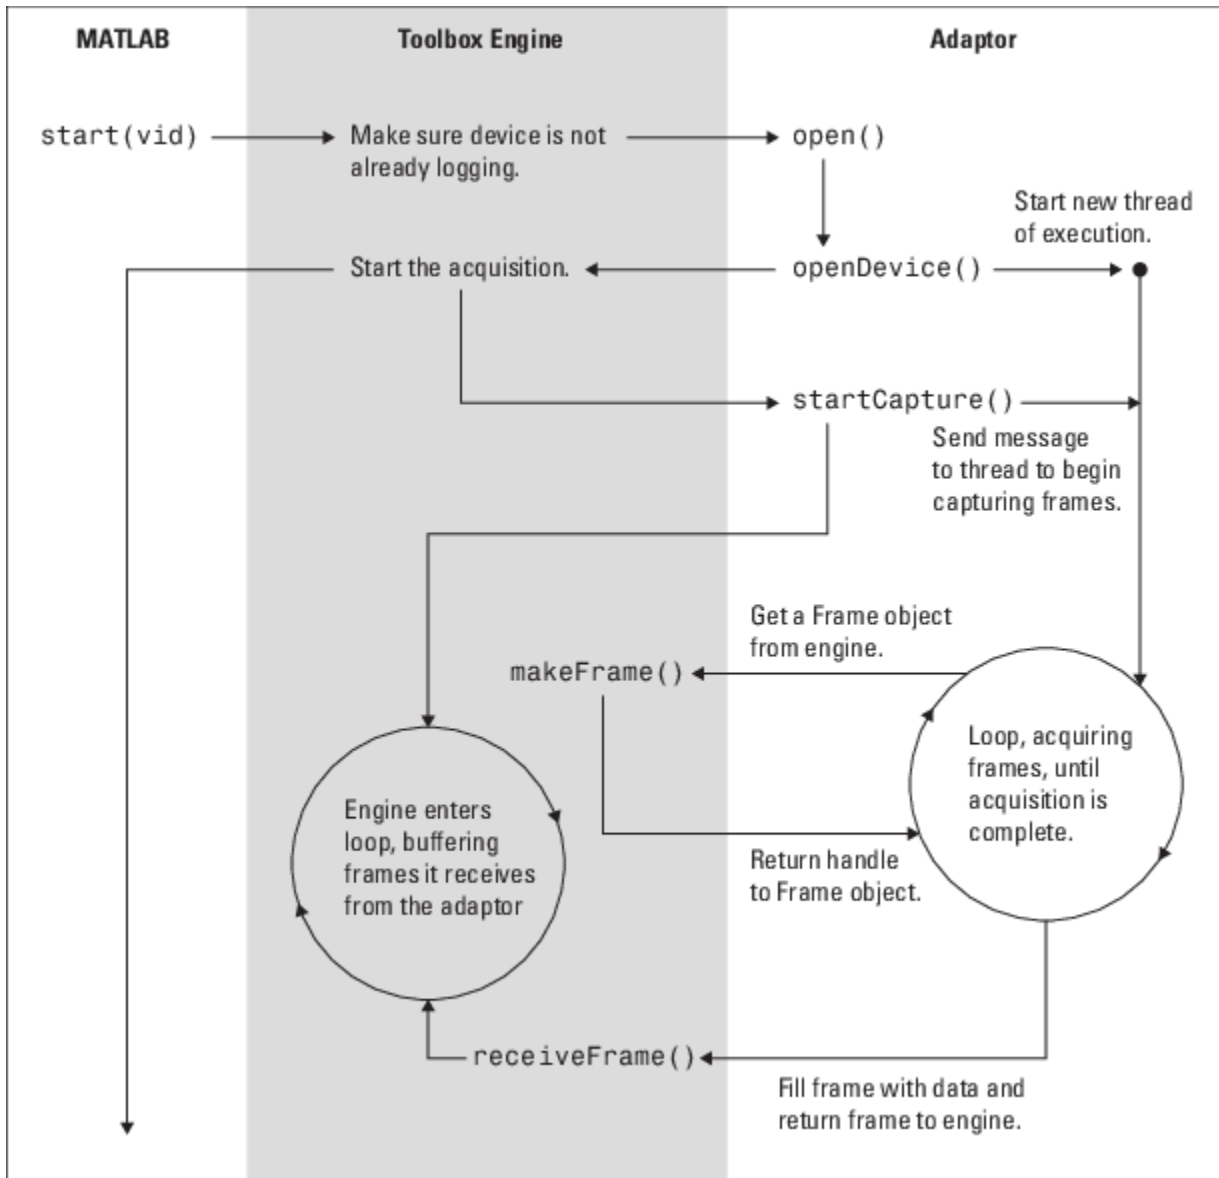 MATLAB
Toolbox Engine
Adaptor
start(vid)
Make sure device is not
already logging.
open()
Start new thread
of execution.
Start the acquisition.
openDevice()
startCapture()
Send message
to thread to begin
capturing frames.
Get a Frame object
from engine.
makeFrame()
Loop, acquiring
frames, until
acquisition is
complete.
Engine enters
loop, buffering
frames it receives
from the adaptor
Return handle
to Frame object.
receiveFrame()
Fill frame with data and
return frame to engine.